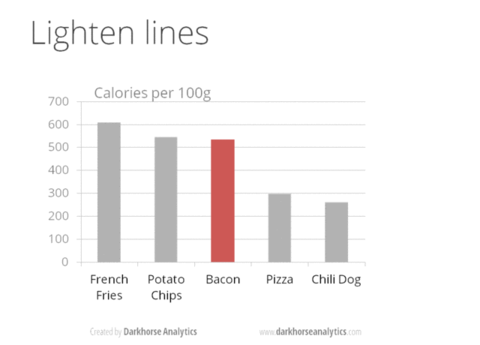 Lighten lines
Calories per 100g
700
600
500
400
300
200
100
0
French Fries
Potato Chips
Bacon
Pizza
Chili Dog
Created by Darkhorse Analytics
www.darkhorseanalytics.com